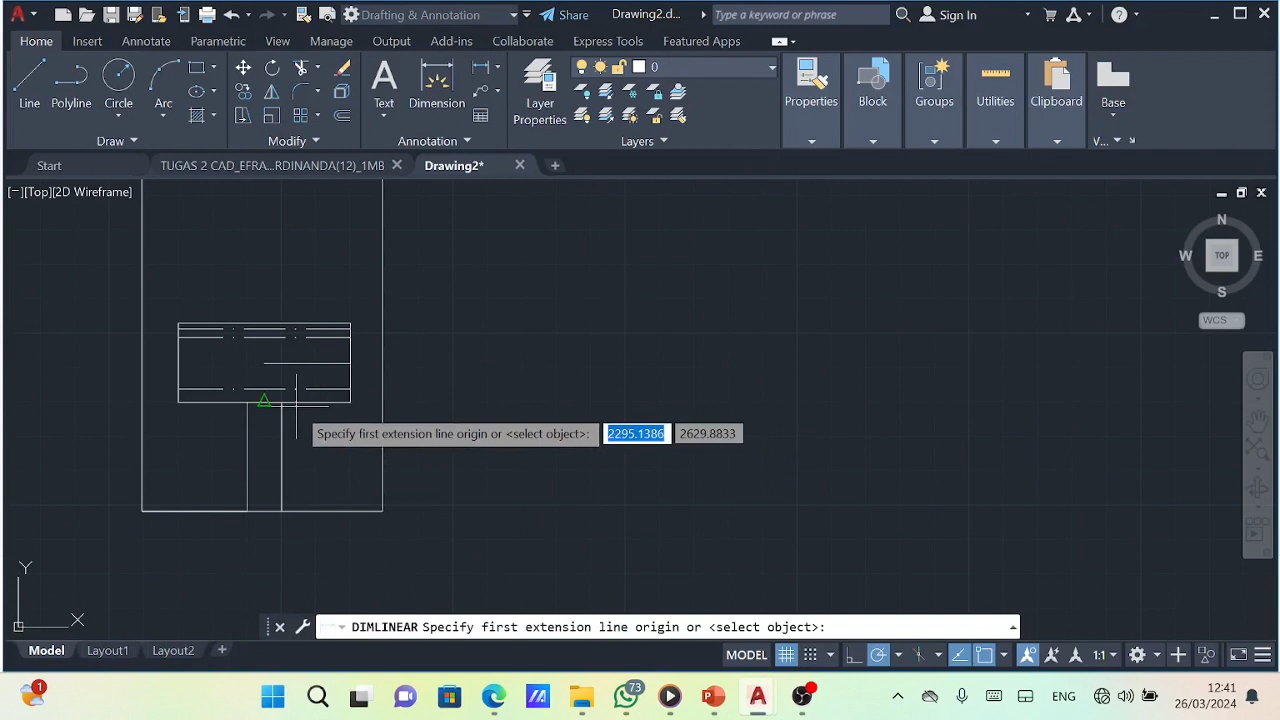 Drafting & Annotation
Share
Drawing2.d...
Type a keyword or phrase
Sign In
Home
Insert
Annotate
Parametric
View
Manage
Output
Add-ins
Collaborate
Express Tools
Featured Apps
Line
Polyline
Circle
Arc
Text
Dimension
Layer
Properties
0
Properties
Block
Groups
Utilities
Clipboard
Base
Draw
Modify
Annotation
Layers
V...
Start
TUGAS 2 CAD_EFRA...RDINANDA(12)_1MB
Drawing2*
[−][Top][2D Wireframe]
N
W
TOP
E
S
WCS
Specify first extension line origin or <select object>:
2295.1386
2629.8833
Y
X
DIMLINEAR Specify first extension line origin or <select object>:
Model
Layout1
Layout2
MODEL
1:1
1
73
ENG
12:41
26/03/2024